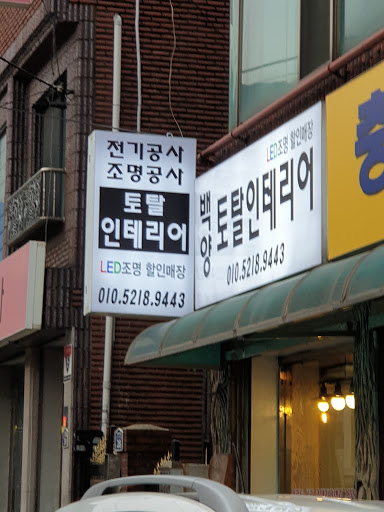 전기공사
조명공사
토탈
인테리어
LED조명 할인매장
010.5218.9443
LED조명 할인매장
백양 토탈인테리어
010.5218.9443
충